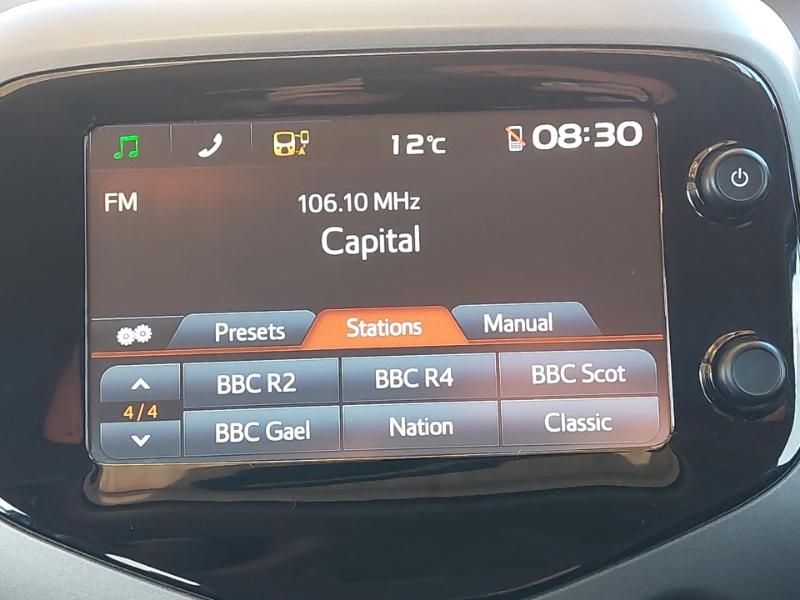 12°C 08:30
FM 106.10 MHz
Capital
Presets Stations Manual
BBC R2 BBC R4 BBC Scot
4/4
BBC Gael Nation Classic